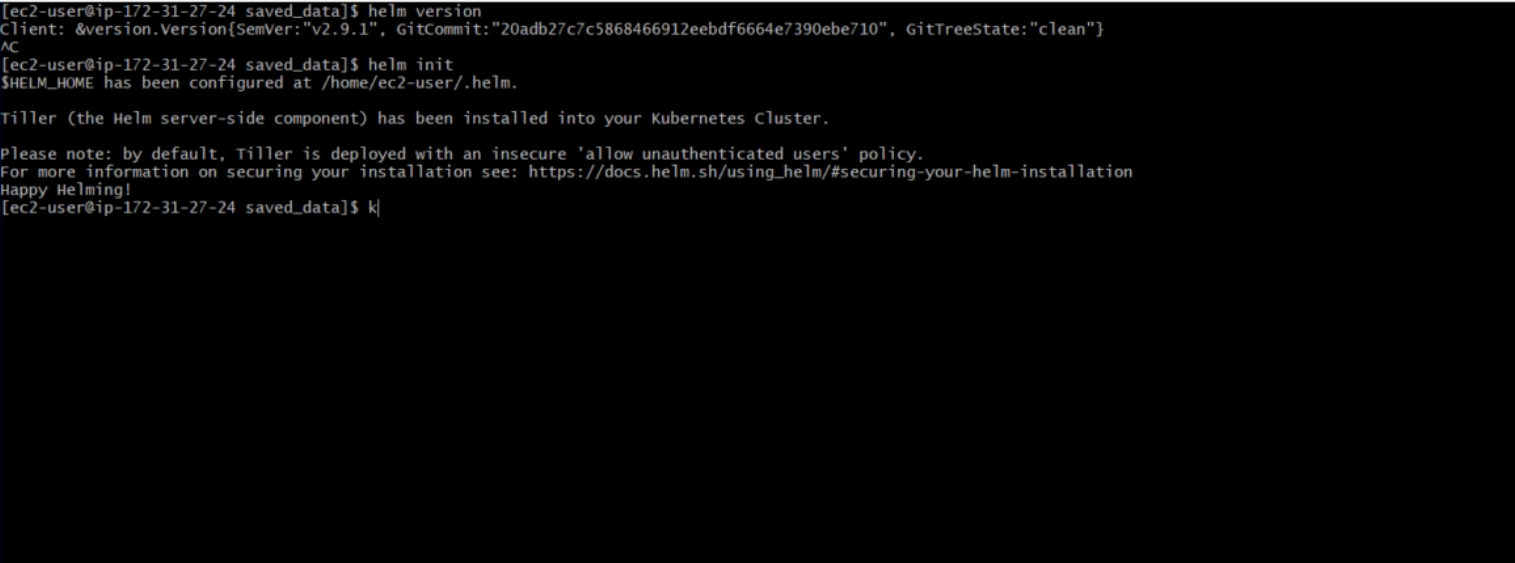 [ec2-user@ip-172-31-27-24 saved_data]$ helm version
Client: &version.Version{SemVer:"v2.9.1", GitCommit:"20adb27c7c5868466912eebdf6664e7390ebe710", GitTreeState:"clean"}
^C
[ec2-user@ip-172-31-27-24 saved_data]$ helm init
$HELM_HOME has been configured at /home/ec2-user/.helm.
Tiller (the Helm server-side component) has been installed into your Kubernetes Cluster.
Please note: by default, Tiller is deployed with an insecure 'allow unauthenticated users' policy.
For more information on securing your installation see: https://docs.helm.sh/using_helm/#securing-your-helm-installation
Happy Helming!
[ec2-user@ip-172-31-27-24 saved_data]$ k